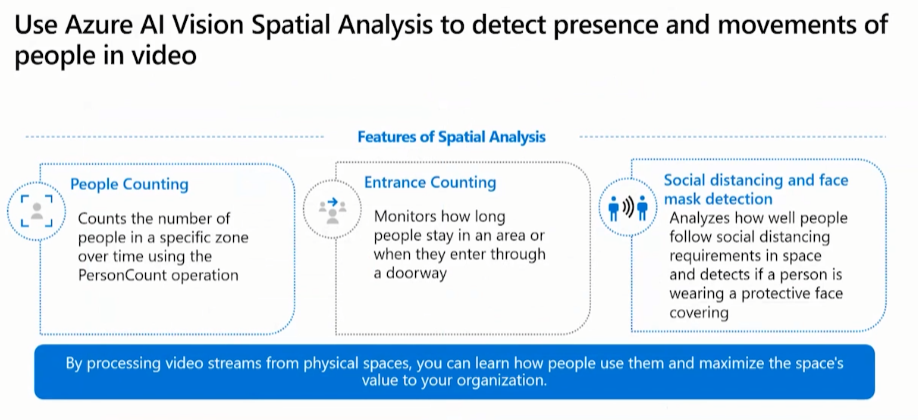 Use Azure AI Vision Spatial Analysis to detect presence and movements of
people in video
Features of Spatial Analysis
People Counting
Counts the number of
people in a specific zone
over time using the
PersonCount operation
Entrance Counting
Monitors how long
people stay in an area or
when they enter through
a doorway
Social distancing and face
mask detection
Analyzes how well people
follow social distancing
requirements in space
and detects if a person is
wearing a protective face
covering
By processing video streams from physical spaces, you can learn how people use them and maximize the space's
value to your organization.